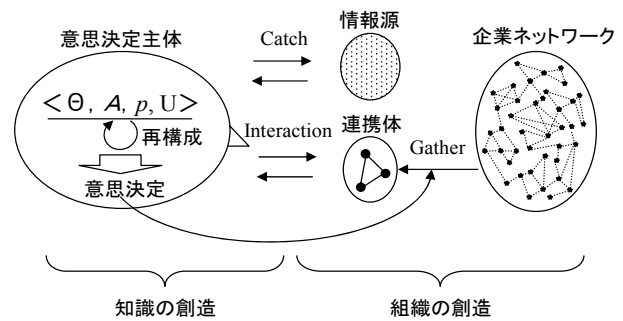 意思決定主体
<Θ, A, p, U>
再構成
意思決定
Catch
情報源
Interaction
連携体
Gather
企業ネットワーク
知識の創造
組織の創造